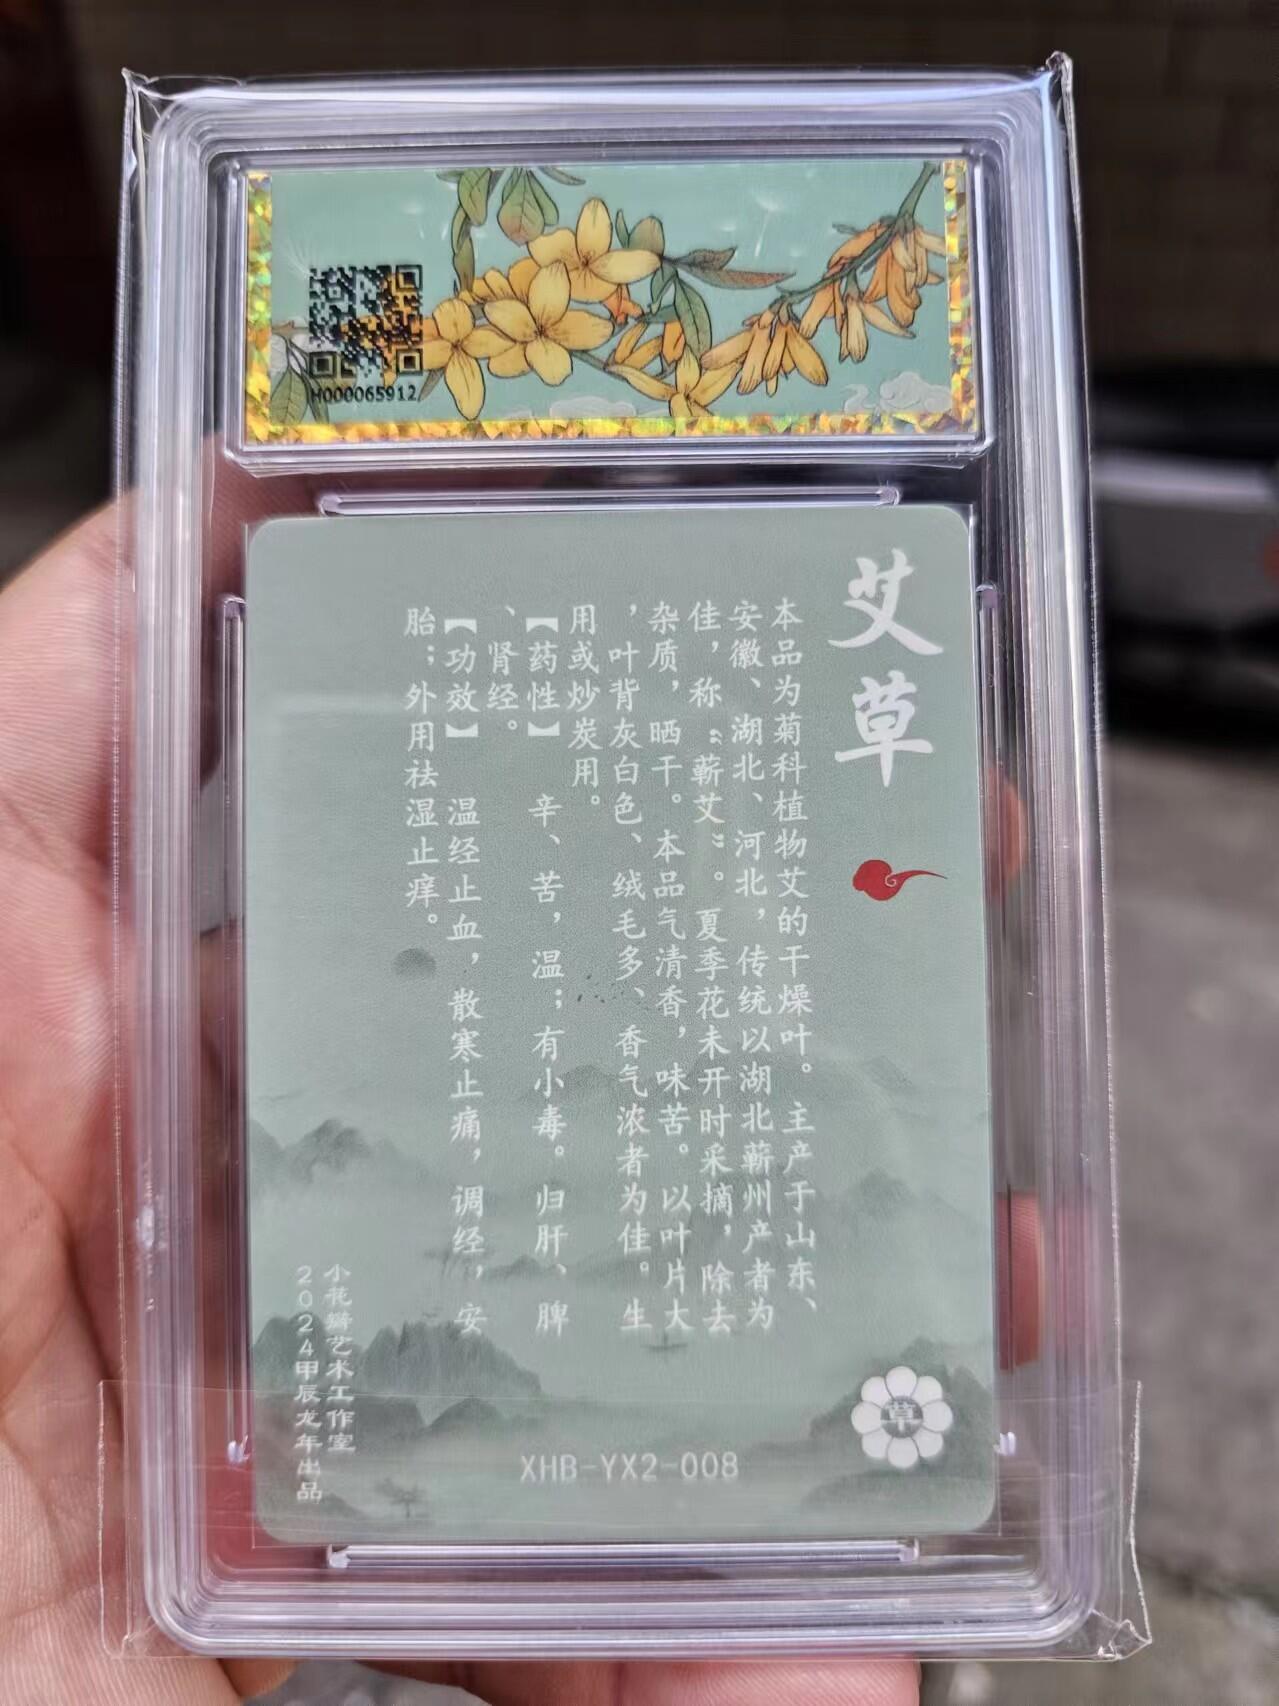 H000065912
艾草
本品为菊科植物艾的干燥叶。主产于山东、
安徽、湖北、河北，传统以湖北蕲州产者为
佳，称“蕲艾”。夏季花未开时采摘，除去
杂质，晒干。本品气清香，味苦。以叶片大
，叶背灰白色、绒毛多、香气浓者为佳。生
用或炒炭用。
【药性】 辛、苦，温；有小毒。归肝、脾
、肾经。
【功效】 温经止血，散寒止痛，调经，安
胎；外用祛湿止痒。
小花瓣艺术工作室
2024甲辰龙年出品
XHB-YX2-008
草